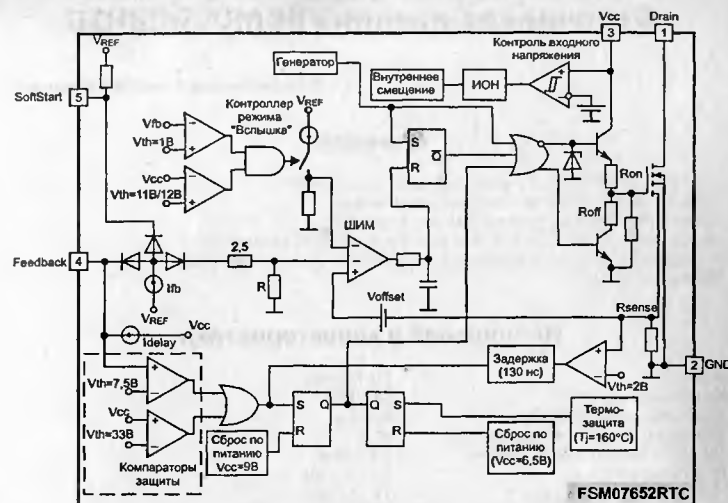 Vcc
Drain
3
1
VREF
Генератор
Контроль входного
напряжения
Внутреннее
смещение
ИОН
SoftStart
5
Контроллер
режима
"Вспышка"
VREF
Vfb
Vth=1В
Vcc
Vth=11В/12В
S
Q
R
Ron
Roff
ШИМ
Feedback
4
2,5
R
Ifb
VREF
Voffset
Rsense
Vcc
Idelay
2
GND
Задержка
(130 нс)
Vth=2В
Vth=7,5В
Vcc
Vth=33В
S
Q
R
Q
S
R
Термо-
защита
(Tj=160°C)
Компараторы
защиты
Сброс по
питанию
Vcc=9В
Сброс по
питанию
(Vcc=6,5В)
FSM07652RTC